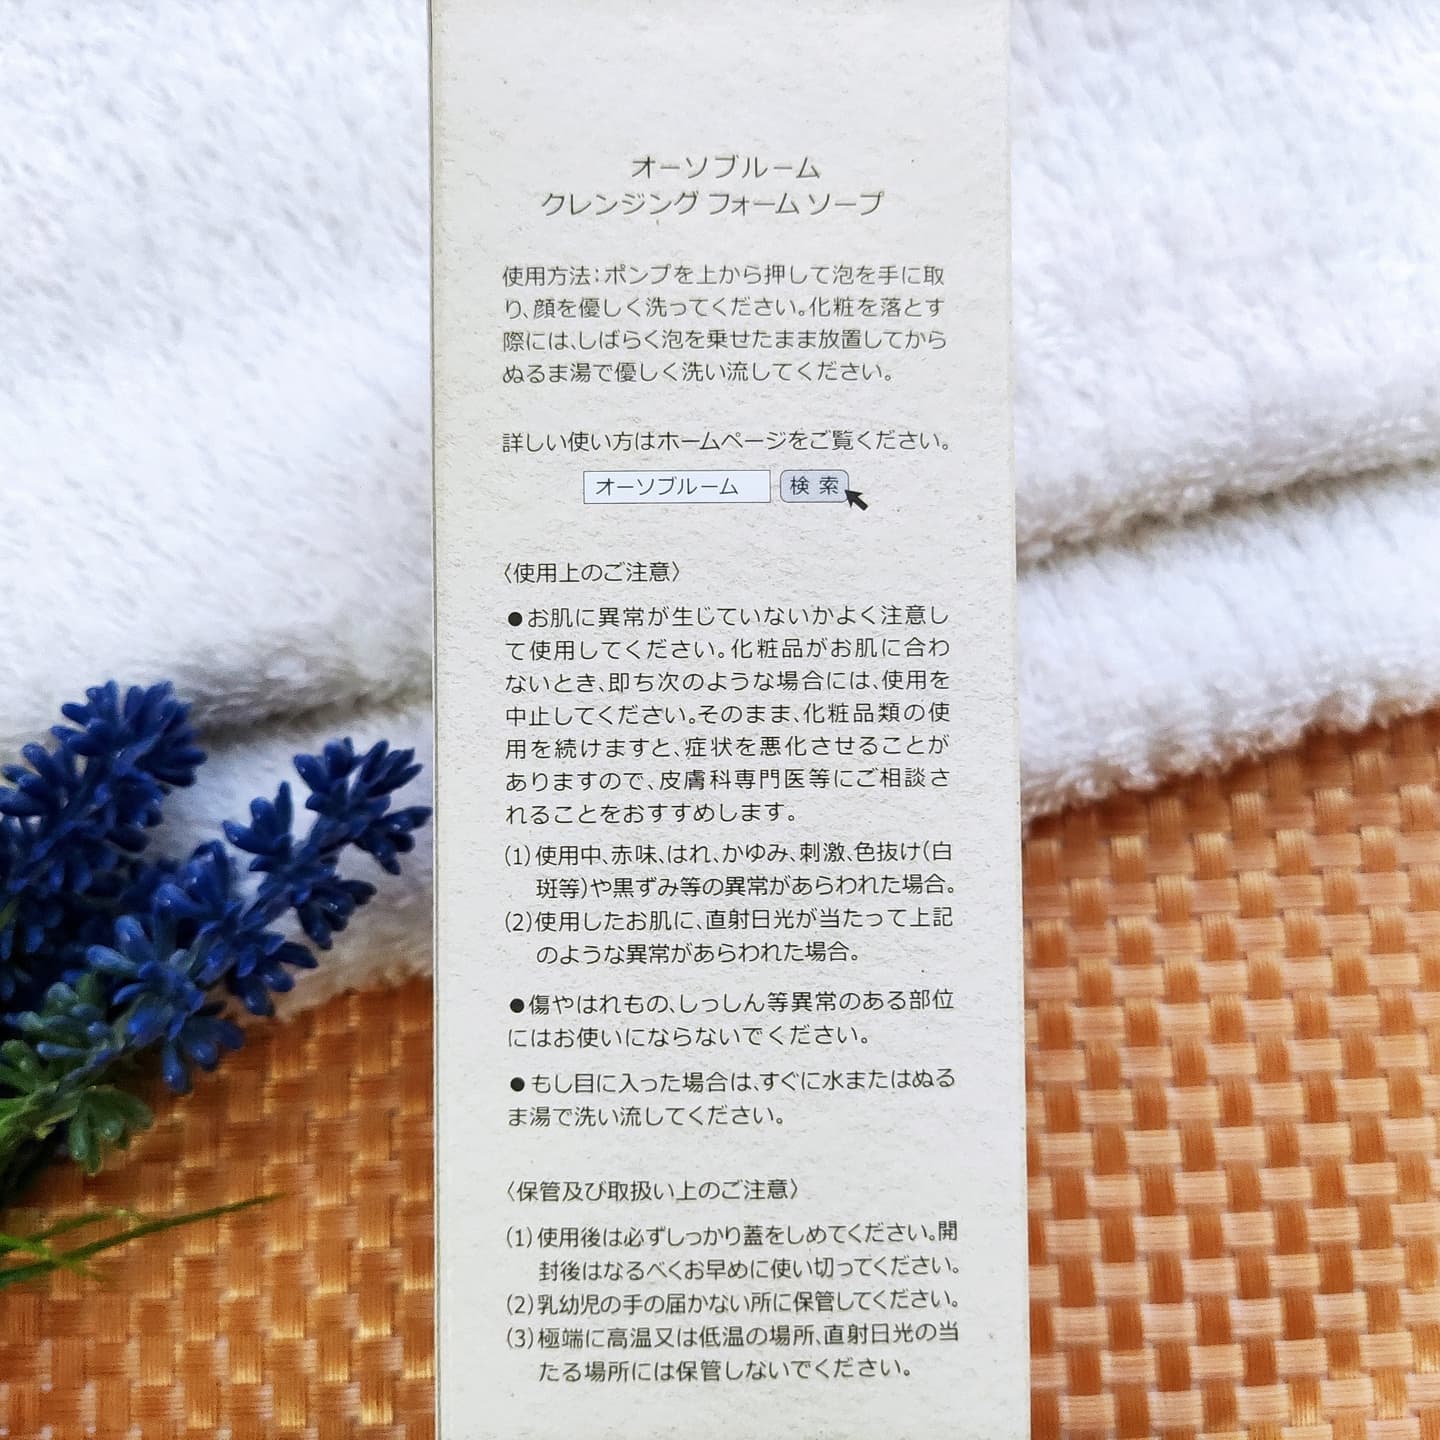 オーソブルーム
クレンジング フォーム ソープ
使用方法：ポンプを上から押して泡を手に取
り、顔を優しく洗ってください。化粧を落とす
際には、しばらく泡を乗せたまま放置してから
ぬるま湯で優しく洗い流してください。
詳しい使い方はホームページをご覧ください。
オーソブルーム 検索
〈使用上のご注意〉
●お肌に異常が生じていないかよく注意し
て使用してください。化粧品がお肌に合わ
ないとき、即ち次のような場合には、使用を
中止してください。そのまま、化粧品類の使
用を続けますと、症状を悪化させることが
ありますので、皮膚科専門医等にご相談さ
れることをおすすめします。
(1)使用中、赤味、はれ、かゆみ、刺激、色抜け(白
斑等)や黒ずみ等の異常があらわれた場合。
(2)使用したお肌に、直射日光が当たって上記
のような異常があらわれた場合。
●傷やはれもの、しっしん等異常のある部位
にはお使いにならないでください。
●もし目に入った場合は、すぐに水またはぬる
ま湯で洗い流してください。
〈保管及び取扱い上のご注意〉
(1)使用後は必ずしっかり蓋をしめてください。開
封後はなるべくお早めに使い切ってください。
(2)乳幼児の手の届かない所に保管してください。
(3)極端に高温又は低温の場所、直射日光の当
たる場所には保管しないでください。